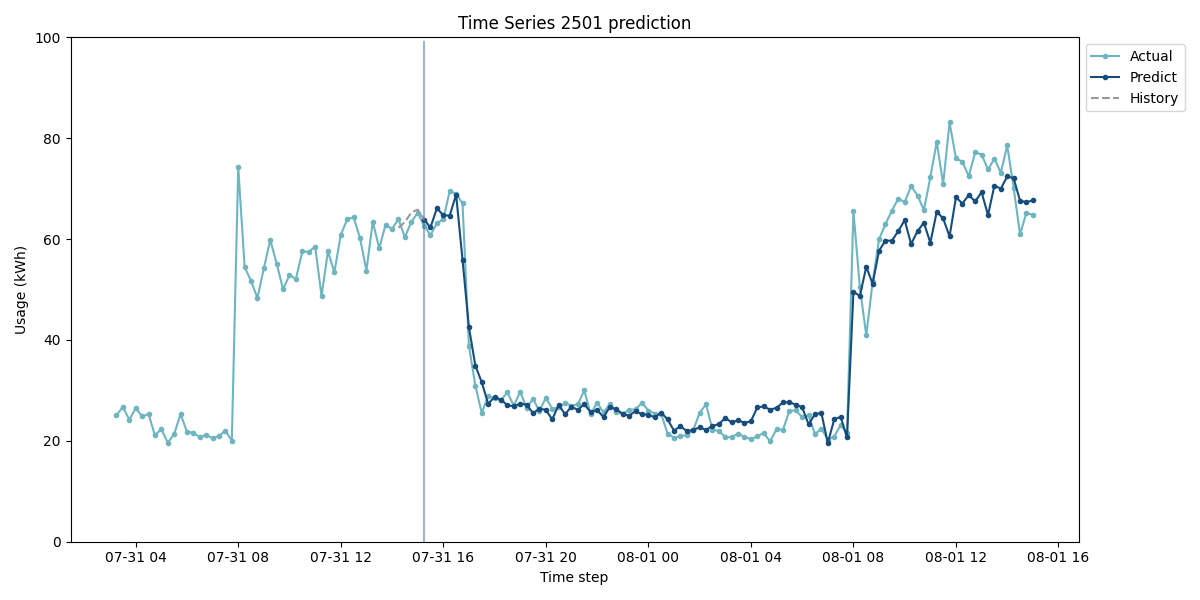 Time Series 2501 prediction
100
80
60
40
20
0
Usage (kWh)
07-31 04
07-31 08
07-31 12
07-31 16
07-31 20
08-01 00
08-01 04
08-01 08
08-01 12
08-01 16
Time step
Actual
Predict
History